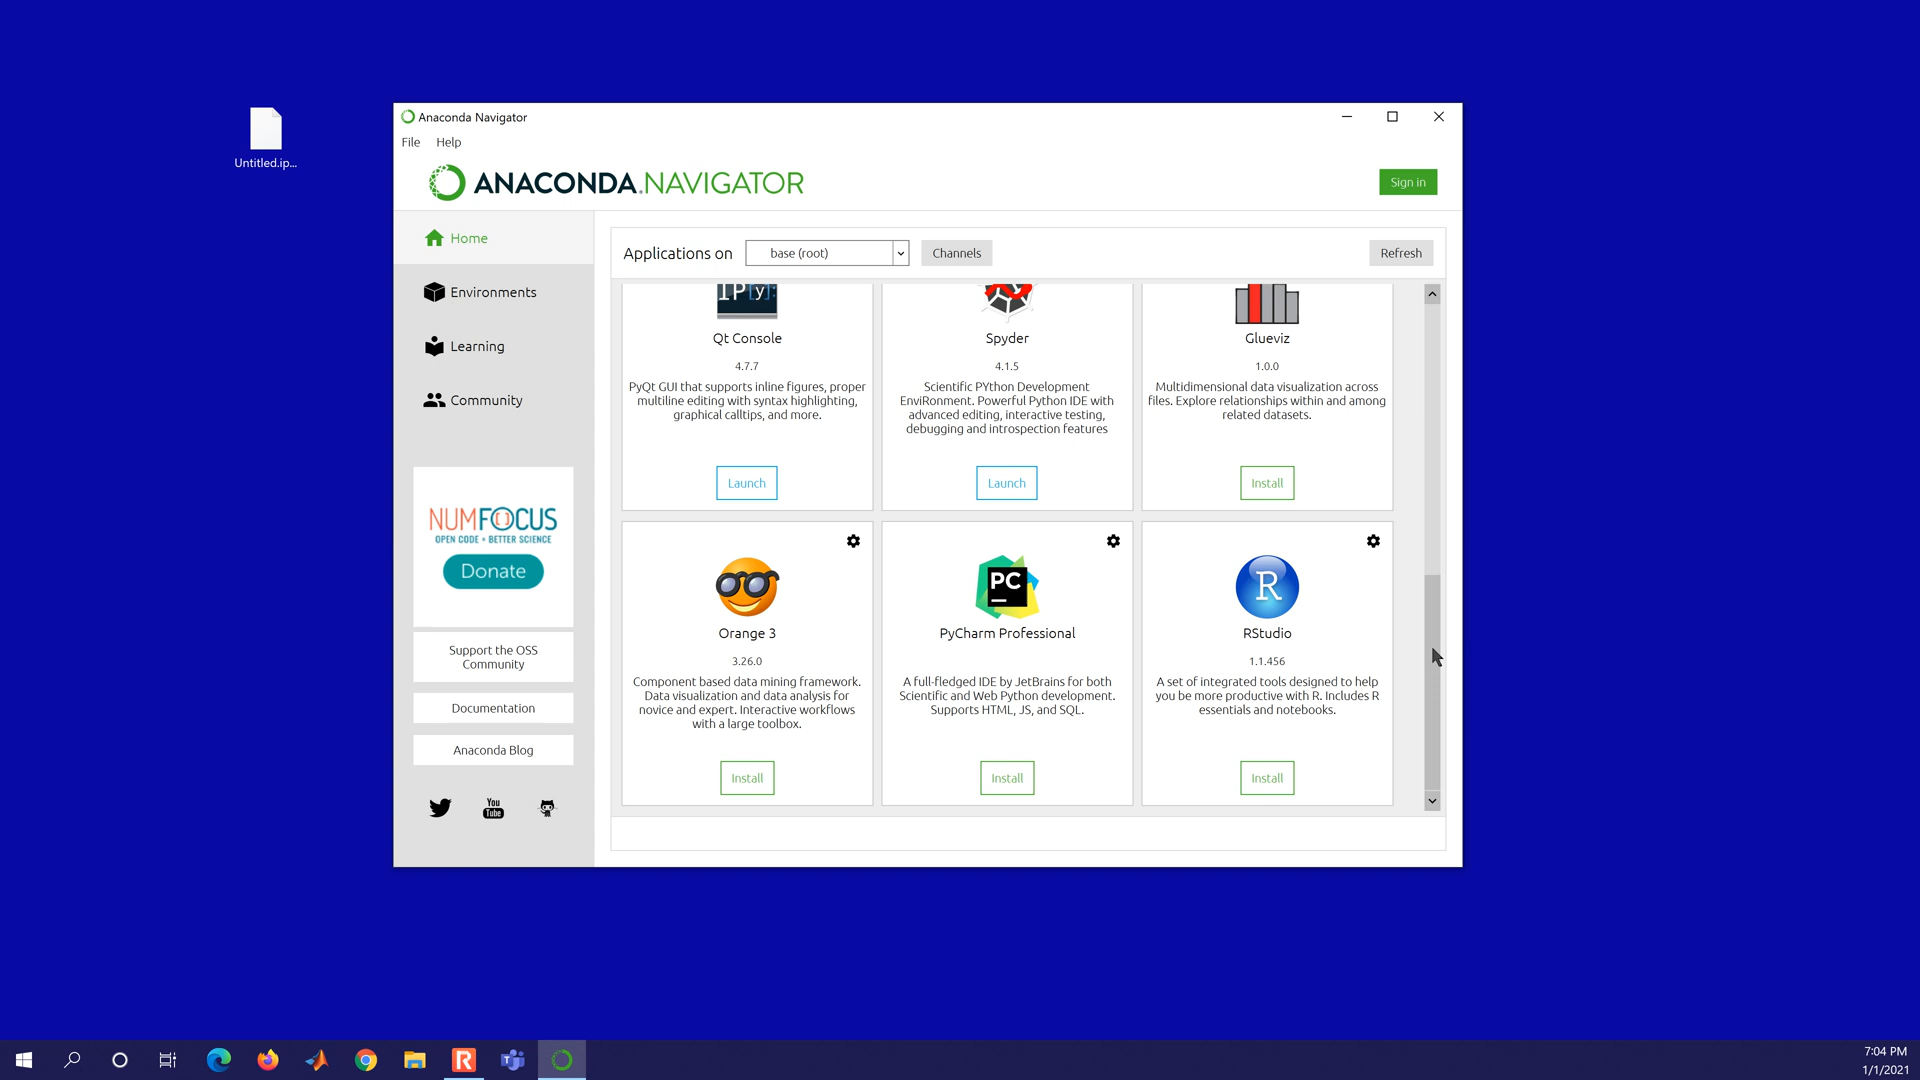 Untitled.ip...
Anaconda Navigator
File Help
ANACONDA.NAVIGATOR
Sign in
Home
Environments
Learning
Community
NUMFOCUS
OPEN CODE + BETTER SCIENCE
Donate
Support the OSS
Community
Documentation
Anaconda Blog
You
Tube
Applications on
base (root)
Channels
Refresh
IP[y]:
Qt Console
4.7.7
PyQt GUI that supports inline figures, proper
multiline editing with syntax highlighting,
graphical calltips, and more.
Launch
Spyder
4.1.5
Scientific PYthon Development
EnviRonment. Powerful Python IDE with
advanced editing, interactive testing,
debugging and introspection features
Launch
Glueviz
1.0.0
Multidimensional data visualization across
files. Explore relationships within and among
related datasets.
Install
Orange 3
3.26.0
Component based data mining framework.
Data visualization and data analysis for
novice and expert. Interactive workflows
with a large toolbox.
Install
PC
PyCharm Professional
A full-fledged IDE by JetBrains for both
Scientific and Web Python development.
Supports HTML, JS, and SQL.
Install
R
RStudio
1.1.456
A set of integrated tools designed to help
you be more productive with R. Includes R
essentials and notebooks.
Install
R
T
7:04 PM
1/1/2021